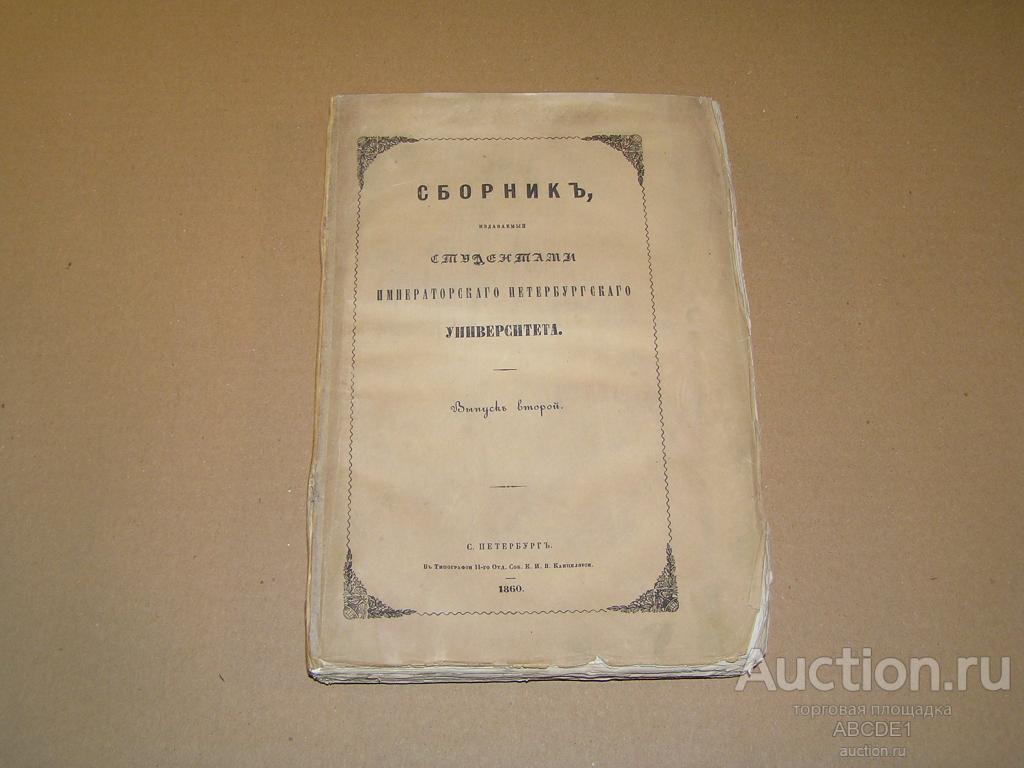 СБОРНИКЪ,
ИЗДАВАЕМЫЙ
СТУДЕНТАМИ
ИМПЕРАТОРСКАГО ПЕТЕРБУРГСКАГО
УНИВЕРСИТЕТА.
Выпускъ второй.
С. ПЕТЕРБУРГЪ.
Въ Типографіи II-го Отд. Соб. Е. И. В. Канцеляріи.
1860.
Auction.ru
торговая площадка
ABCDE1
auction.ru